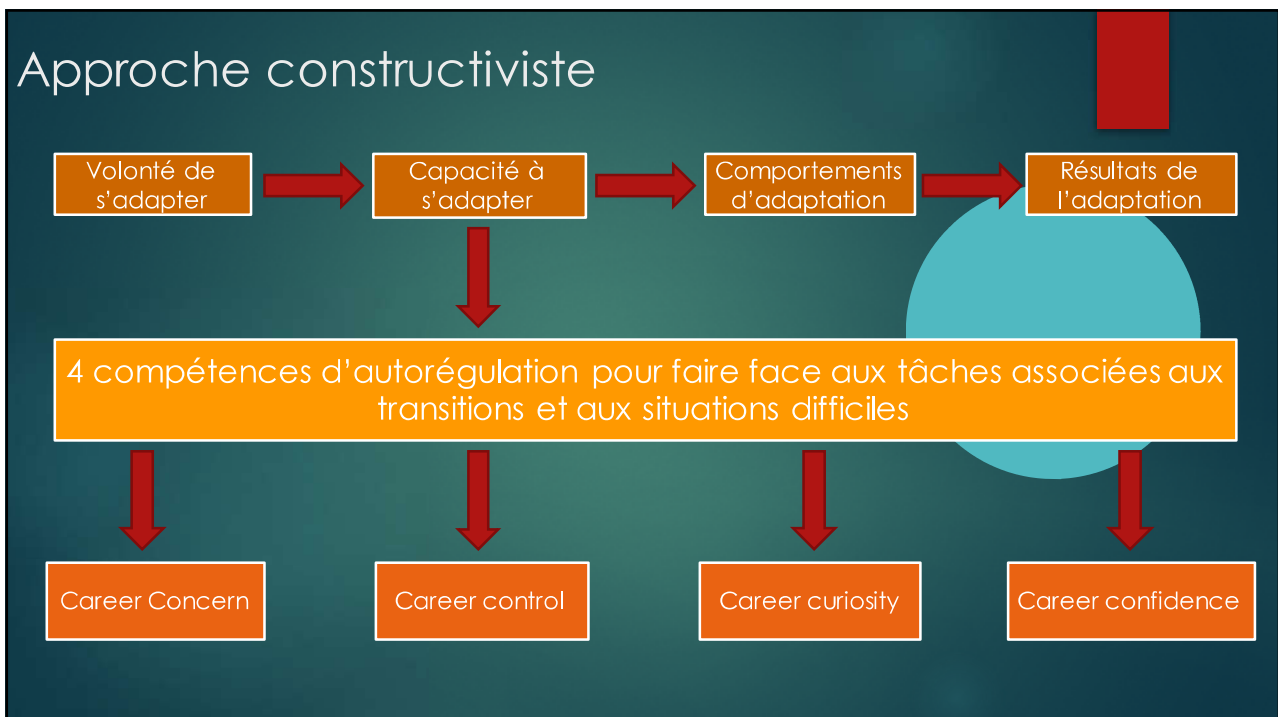 Approche constructiviste
Volonté de
s'adapter
Capacité à
s'adapter
Comportements
d'adaptation
Résultats de
l'adaptation
4 compétences d'autorégulation pour faire face aux tâches associées aux
transitions et aux situations difficiles
Career Concern
Career control
Career curiosity
Career confidence